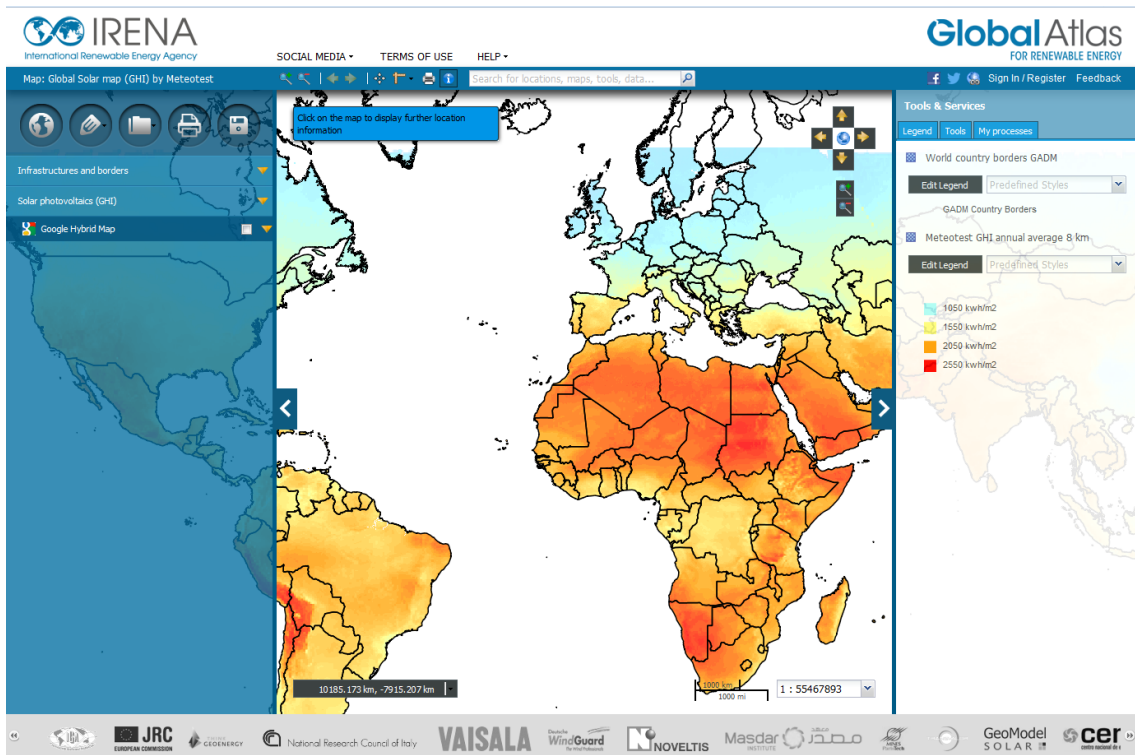 IRENA
International Renewable Energy Agency
SOCIAL MEDIA
TERMS OF USE
HELP
GlobalAtlas
FOR RENEWABLE ENERGY
Map: Global Solar map (GHI) by Meteotest
Search for locations, maps, tools, data...
Sign In / Register
Feedback
Click on the map to display further location
information
Infrastructures and borders
Solar photovoltaics (GHI)
Google Hybrid Map
Tools & Services
Legend
Tools
My processes
World country borders GADM
Edit Legend
Predefined Styles
GADM Country Borders
Meteotest GHI annual average 8 km
Edit Legend
Predefined Styles
1050 kwh/m2
1550 kwh/m2
2050 kwh/m2
2550 kwh/m2
10185.173 km, -7915.207 km
1000 km
1000 mi
1 : 55467893
JRC
EUROPEAN COMMISSION
GEOENERGY
National Research Council of Italy
VAISALA
Deutsche
WindGuard
NOVELTIS
Masdar
INSTITUTE
مصدر
MINES
ParisTech
GeoModel
SOLAR
cer